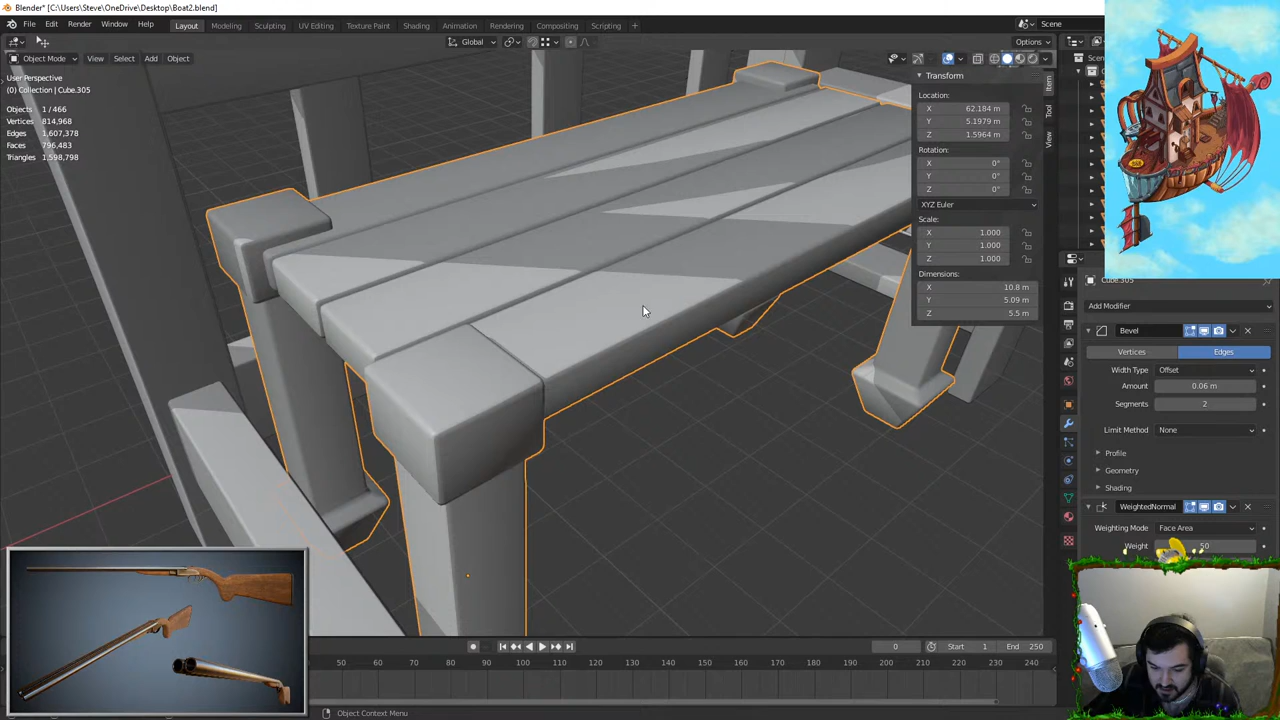 Blender* [C:\Users\Steve\OneDrive\Desktop\Boat2.blend]
File Edit Render Window Help Layout Modeling Sculpting UV Editing Texture Paint Shading Animation Rendering Compositing Scripting Scene
Global Options
Object Mode View Select Add Object
User Perspective
(0) Collection | Cube.305
Objects 1 / 466
Vertices 814,968
Edges 1,607,378
Faces 796,483
Triangles 1,598,798
Transform
Location:
X 62.184 m
Y 5.1979 m
Z 1.5964 m
Rotation:
X 0°
Y 0°
Z 0°
XYZ Euler
Scale:
X 1.000
Y 1.000
Z 1.000
Dimensions:
X 10.8 m
Y 5.09 m
Z 5.5 m
Item
Tool
View
Cube.305
Add Modifier
Bevel
Vertices Edges
Width Type Offset
Amount 0.06 m
Segments 2
Limit Method None
Profile
Geometry
Shading
WeightedNormal
Weighting Mode Face Area
Weight 50
0 Start 1 End 250
50 60 70 80 90 100 110 120 130 140 150 160 170 180 190 200 210 220 230 240
Object Context Menu